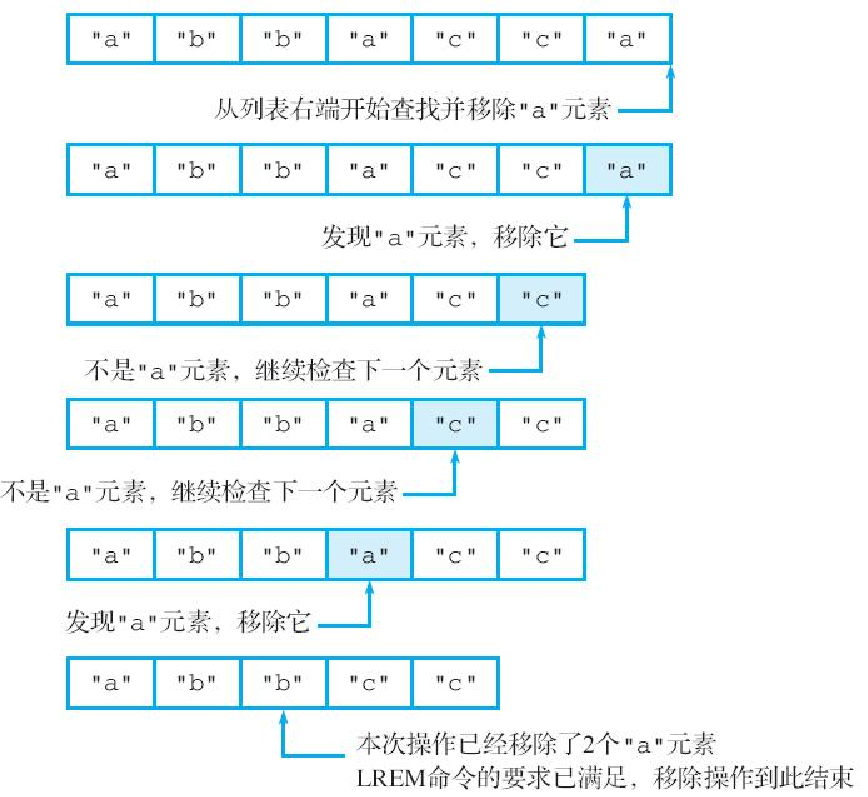 "a" "b" "b" "a" "c" "c" "a"
从列表右端开始查找并移除"a"元素
"a" "b" "b" "a" "c" "c" "a"
发现"a"元素，移除它
"a" "b" "b" "a" "c" "c"
不是"a"元素，继续检查下一个元素
"a" "b" "b" "a" "c" "c"
不是"a"元素，继续检查下一个元素
"a" "b" "b" "a" "c" "c"
发现"a"元素，移除它
"a" "b" "b" "c" "c"
本次操作已经移除了2个"a"元素
LREM命令的要求已满足，移除操作到此结束